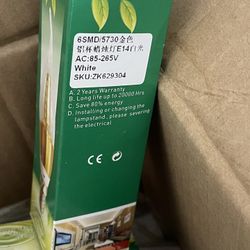 6SMD/5730金色
铝杯蜡烛灯E14白光
AC:85-265V
White
SKU:ZK629304
A. 2 Years Warranty
B. Long life up to 20000 Hrs
C. Save 80% energy
D. Installing or changing the
lampstand, please severing
the electrical
CE